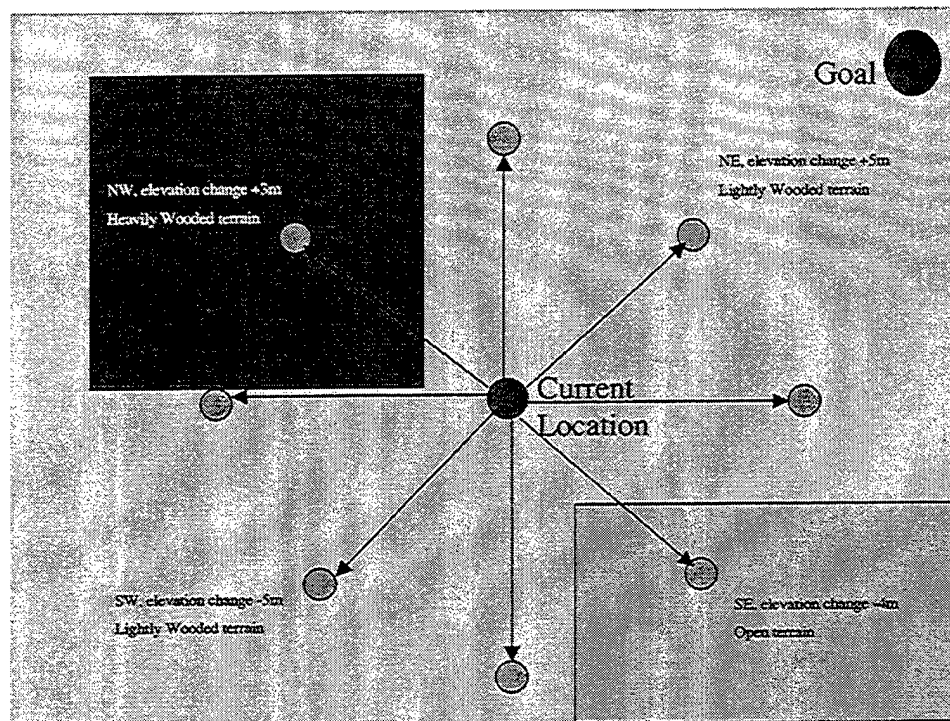 Goal
NE, elevation change +5m
Lightly Wooded terrain
NW, elevation change +3m
Heavily Wooded terrain
Current
Location
SW, elevation change -5m
Lightly Wooded terrain
SE, elevation change -4m
Open terrain